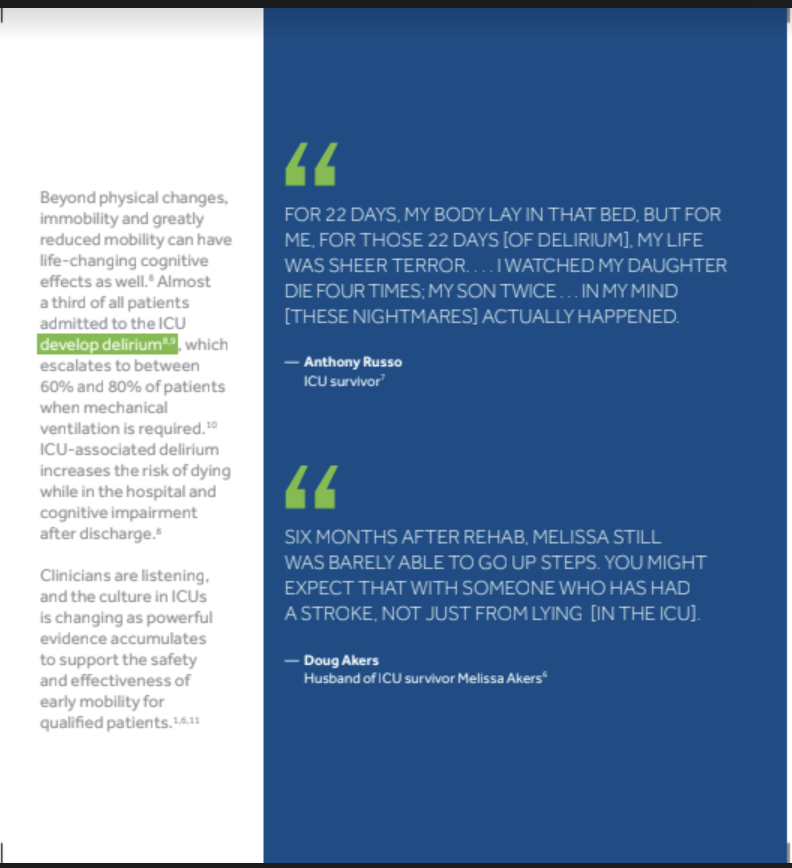 Beyond physical changes,
immobility and greatly
reduced mobility can have
life-changing cognitive
effects as well.⁸ Almost
a third of all patients
admitted to the ICU
develop delirium⁸,⁹, which
escalates to between
60% and 80% of patients
when mechanical
ventilation is required.¹⁰
ICU-associated delirium
increases the risk of dying
while in the hospital and
cognitive impairment
after discharge.⁸
Clinicians are listening,
and the culture in ICUs
is changing as powerful
evidence accumulates
to support the safety
and effectiveness of
early mobility for
qualified patients.¹,⁶,¹¹
“
FOR 22 DAYS, MY BODY LAY IN THAT BED, BUT FOR
ME, FOR THOSE 22 DAYS [OF DELIRIUM], MY LIFE
WAS SHEER TERROR. . . . I WATCHED MY DAUGHTER
DIE FOUR TIMES; MY SON TWICE . . . IN MY MIND
[THESE NIGHTMARES] ACTUALLY HAPPENED.
— Anthony Russo
ICU survivor⁷
“
SIX MONTHS AFTER REHAB, MELISSA STILL
WAS BARELY ABLE TO GO UP STEPS. YOU MIGHT
EXPECT THAT WITH SOMEONE WHO HAS HAD
A STROKE, NOT JUST FROM LYING [IN THE ICU].
— Doug Akers
Husband of ICU survivor Melissa Akers⁶